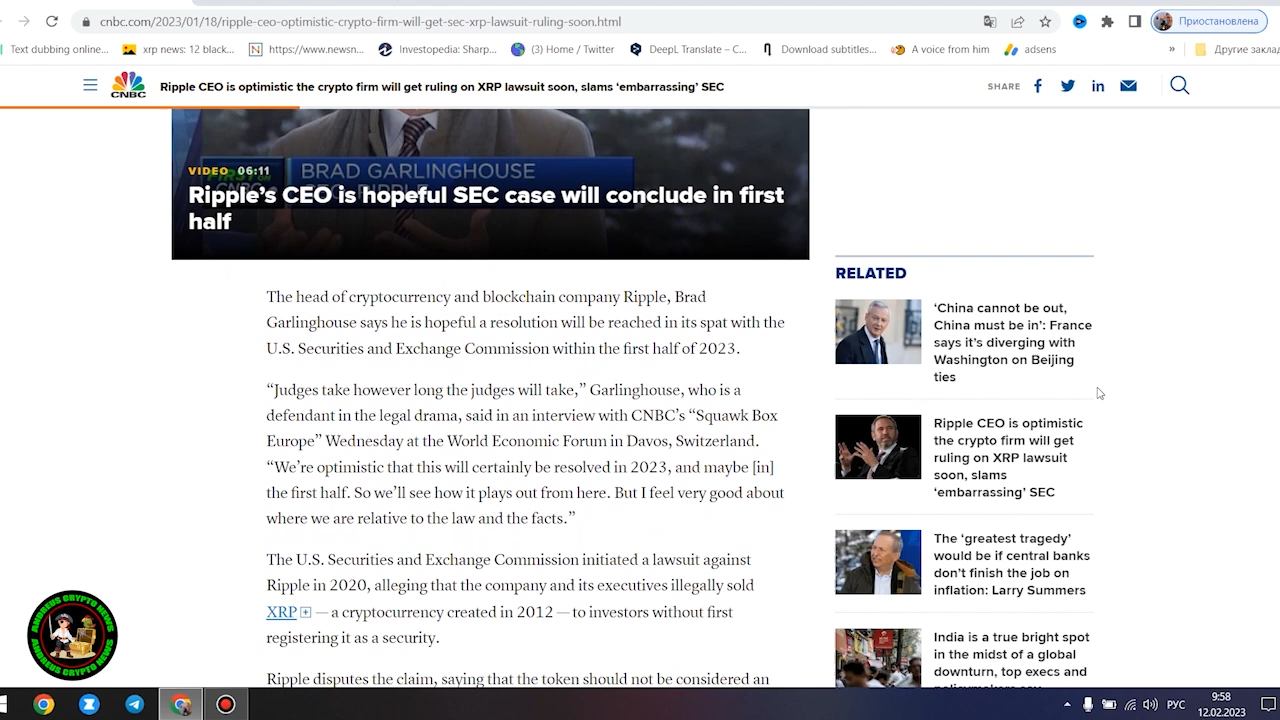 cnbc.com/2023/01/18/ripple-ceo-optimistic-crypto-firm-will-get-sec-xrp-lawsuit-ruling-soon.html
Приостановлена
Text dubbing online...
xrp news: 12 black...
https://www.newsn...
Investopedia: Sharp...
(3) Home / Twitter
DeepL Translate – C...
Download subtitles...
A voice from him
adsens
»
Другие заклад
CNBC
Ripple CEO is optimistic the crypto firm will get ruling on XRP lawsuit soon, slams ‘embarrassing’ SEC
SHARE
BRAD GARLINGHOUSE
VIDEO 06:11
Ripple’s CEO is hopeful SEC case will conclude in first
half
The head of cryptocurrency and blockchain company Ripple, Brad
Garlinghouse says he is hopeful a resolution will be reached in its spat with the
U.S. Securities and Exchange Commission within the first half of 2023.
“Judges take however long the judges will take,” Garlinghouse, who is a
defendant in the legal drama, said in an interview with CNBC’s “Squawk Box
Europe” Wednesday at the World Economic Forum in Davos, Switzerland.
“We’re optimistic that this will certainly be resolved in 2023, and maybe [in]
the first half. So we’ll see how it plays out from here. But I feel very good about
where we are relative to the law and the facts.”
The U.S. Securities and Exchange Commission initiated a lawsuit against
Ripple in 2020, alleging that the company and its executives illegally sold
XRP — a cryptocurrency created in 2012 — to investors without first
registering it as a security.
Ripple disputes the claim, saying that the token should not be considered an
RELATED
‘China cannot be out,
China must be in’: France
says it’s diverging with
Washington on Beijing
ties
Ripple CEO is optimistic
the crypto firm will get
ruling on XRP lawsuit
soon, slams
‘embarrassing’ SEC
The ‘greatest tragedy’
would be if central banks
don’t finish the job on
inflation: Larry Summers
India is a true bright spot
in the midst of a global
downturn, top execs and
ANDREUS CRYPTO NEWS
ANDREUS CRYPTO NEWS
РУС
9:58
12.02.2023